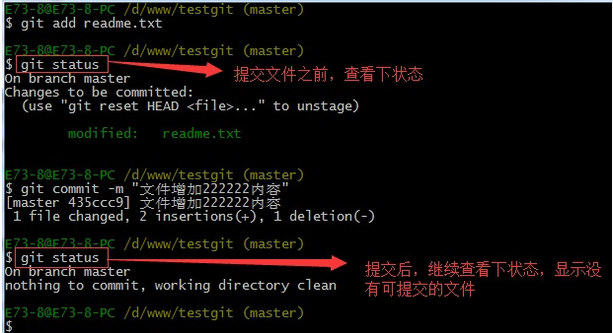 E73-8@E73-8-PC /d/www/testgit (master)
$ git add readme.txt
E73-8@E73-8-PC /d/www/testgit (master)
$ git status
提交文件之前，查看下状态
On branch master
Changes to be committed:
(use "git reset HEAD <file>..." to unstage)
modified: readme.txt
E73-8@E73-8-PC /d/www/testgit (master)
$ git commit -m "文件增加222222内容"
[master 435ccc9] 文件增加222222内容
1 file changed, 2 insertions(+), 1 deletion(-)
E73-8@E73-8-PC /d/www/testgit (master)
$ git status
On branch master
nothing to commit, working directory clean
提交后，继续查看下状态，显示没
有可提交的文件
E73-8@E73-8-PC /d/www/testgit (master)
$